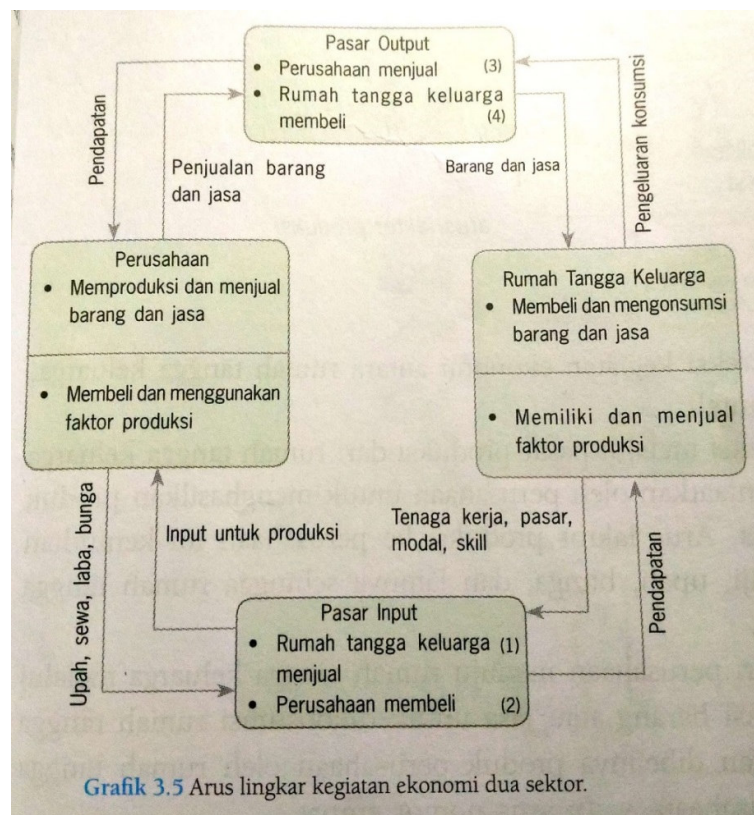 Pasar Output
• Perusahaan menjual (3)
• Rumah tangga keluarga
membeli (4)
Pendapatan
Penjualan barang
dan jasa
Barang dan jasa
Pengeluaran konsumsi
Perusahaan
• Memproduksi dan menjual
barang dan jasa
• Membeli dan menggunakan
faktor produksi
Rumah Tangga Keluarga
• Membeli dan mengonsumsi
barang dan jasa
• Memiliki dan menjual
faktor produksi
Upah, sewa, laba, bunga
Input untuk produksi
Tenaga kerja, pasar,
modal, skill
Pendapatan
Pasar Input
• Rumah tangga keluarga (1)
menjual
• Perusahaan membeli (2)
Grafik 3.5 Arus lingkar kegiatan ekonomi dua sektor.